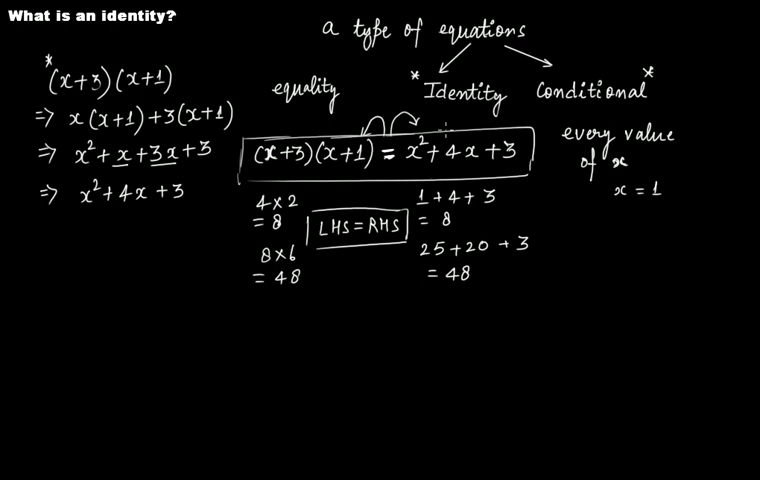 What is an identity?
a type of equations
equality * Identity Conditional *
* (x+3)(x+1)
=> x(x+1)+3(x+1)
=> x²+x+3x+3
=> x²+4x+3
(x+3)(x+1) = x²+4x+3
every value
of x
x = 1
4×2
= 8
8×6
= 48
LHS = RHS
1+4+3
= 8
25+20+3
= 48